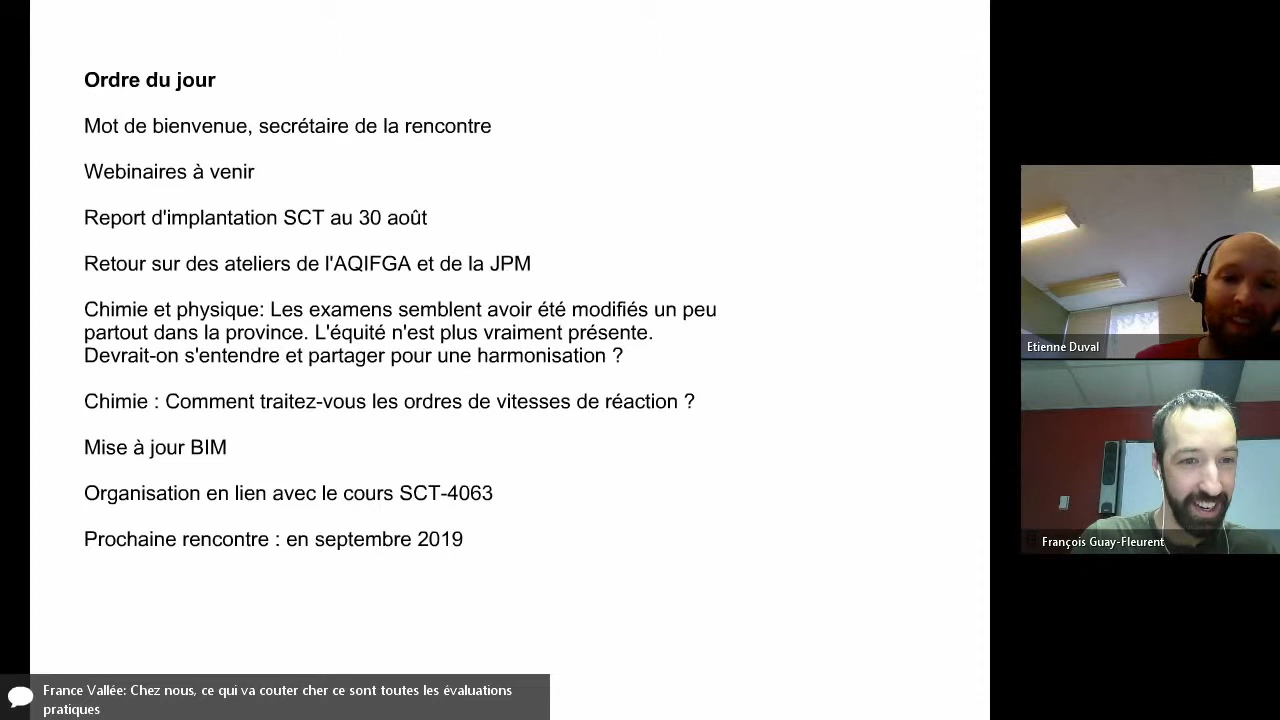 Ordre du jour
Mot de bienvenue, secrétaire de la rencontre
Webinaires à venir
Report d'implantation SCT au 30 août
Retour sur des ateliers de l'AQIFGA et de la JPM
Chimie et physique: Les examens semblent avoir été modifiés un peu
partout dans la province. L'équité n'est plus vraiment présente.
Devrait-on s'entendre et partager pour une harmonisation ?
Chimie : Comment traitez-vous les ordres de vitesses de réaction ?
Mise à jour BIM
Organisation en lien avec le cours SCT-4063
Prochaine rencontre : en septembre 2019
Etienne Duval
François Guay-Fleurent
France Vallée: Chez nous, ce qui va couter cher ce sont toutes les évaluations
pratiques